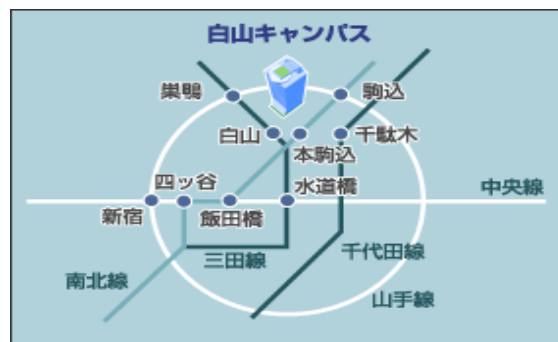 白山キャンパス
巣鴨
駒込
白山
本駒込
千駄木
四ッ谷
水道橋
中央線
新宿
飯田橋
三田線
千代田線
南北線
山手線